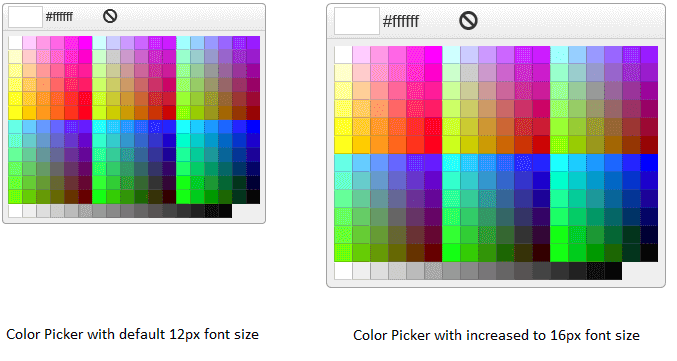 #ffffff
#ffffff
Color Picker with default 12px font size
Color Picker with increased to 16px font size